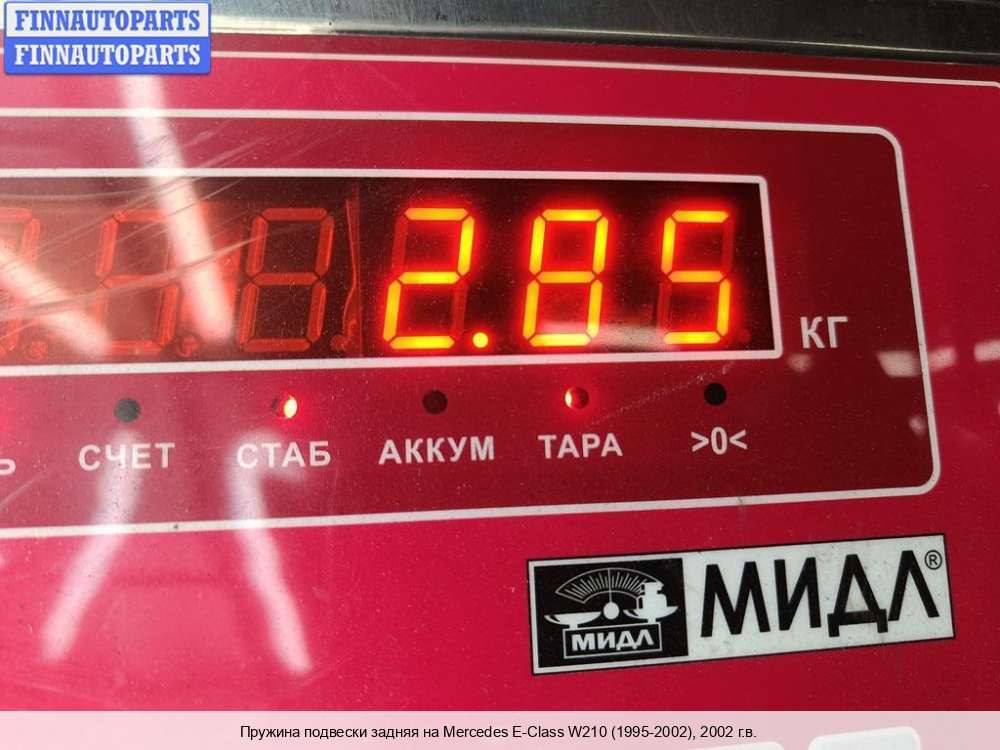 FINNAUTOPARTS
FINNAUTOPARTS
2.85
КГ
СЧЕТ СТАБ АККУМ ТАРА >0<
МИДЛ МИДЛ®
Пружина подвески задняя на Mercedes E-Class W210 (1995-2002), 2002 г.в.